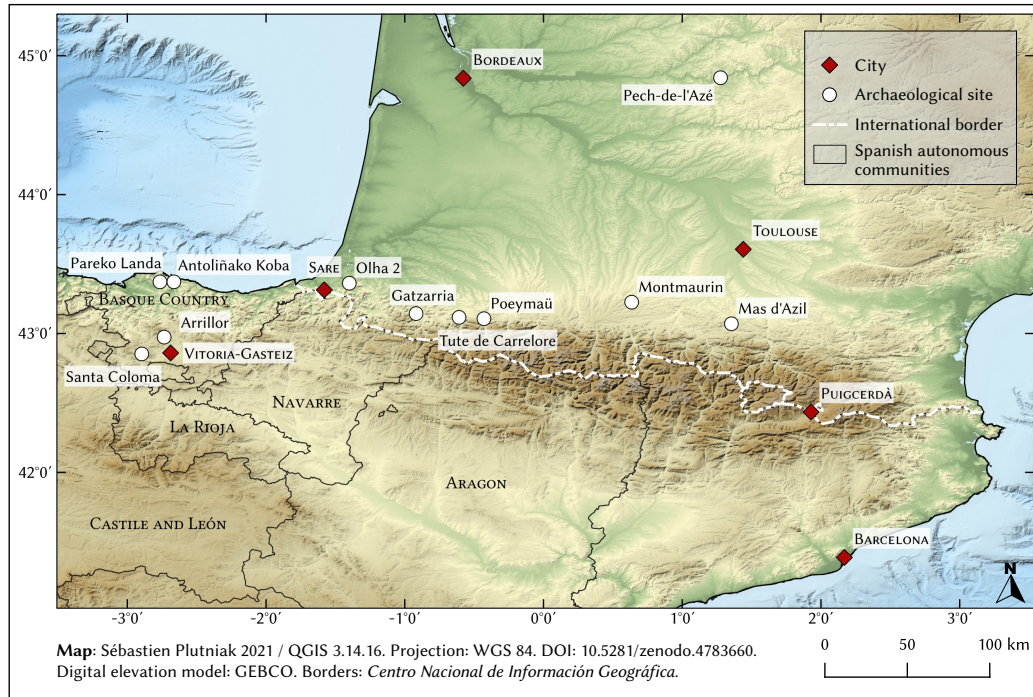 45°0′
44°0′
43°0′
42°0′
BORDEAUX
Pech-de-l'Azé
City
Archaeological site
International border
Spanish autonomous
communities
TOULOUSE
Pareko Landa
Antoliñako Koba
SARE
Olha 2
BASQUE COUNTRY
Gatzarria
Poeymaü
Montmaurin
Mas d'Azil
Arrillor
VITORIA-GASTEIZ
Tute de Carrelore
Santa Coloma
NAVARRE
PUIGCERDÀ
LA RIOJA
ARAGON
CASTILE AND LEÓN
BARCELONA
N
-3°0′
-2°0′
-1°0′
0°0′
1°0′
2°0′
3°0′
Map: Sébastien Plutniak 2021 / QGIS 3.14.16. Projection: WGS 84. DOI: 10.5281/zenodo.4783660.
Digital elevation model: GEBCO. Borders: Centro Nacional de Información Geográfica.
0 50 100 km